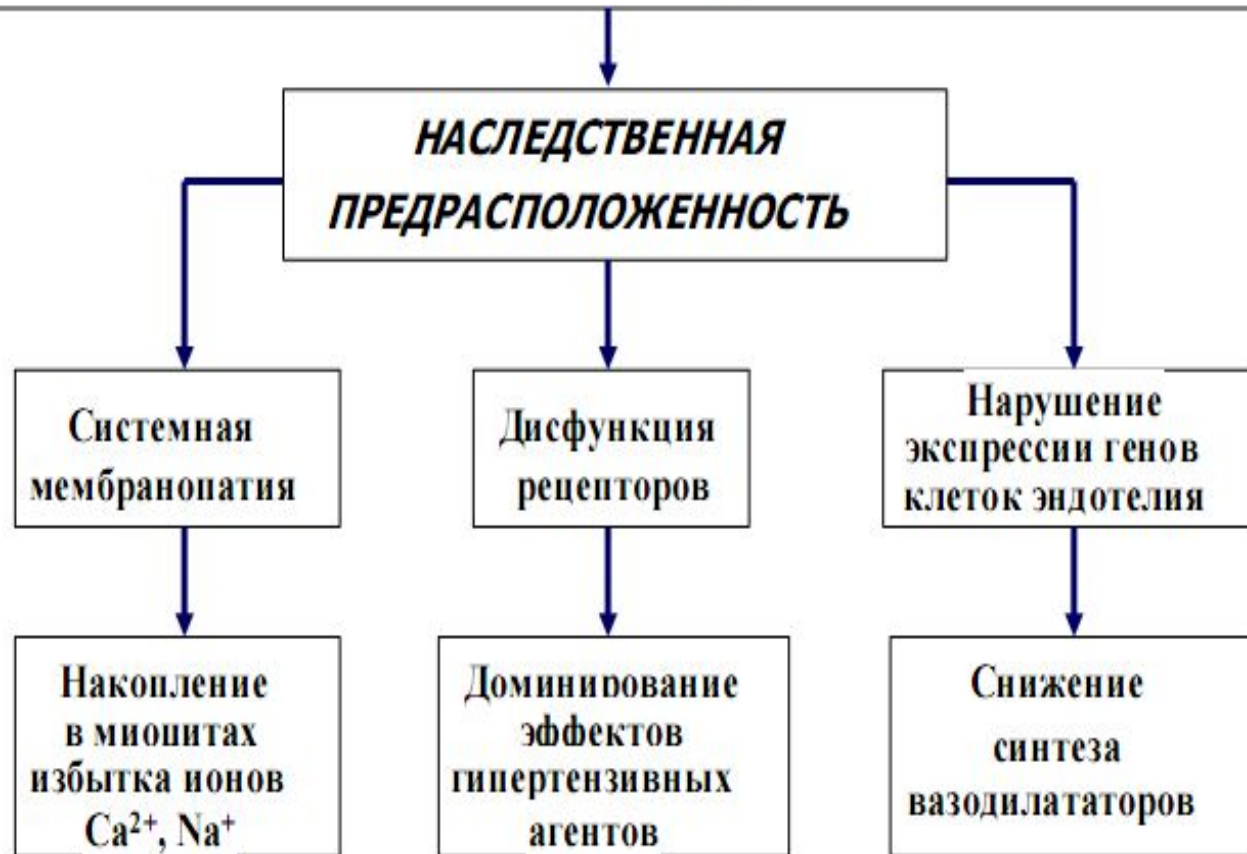 НАСЛЕДСТВЕННАЯ
ПРЕДРАСПОЛОЖЕННОСТЬ
Системная
мембранопатия
Дисфункция
рецепторов
Нарушение
экспрессии генов
клеток эндотелия
Накопление
в миоцитах
избытка ионов
Ca²⁺, Na⁺
Доминирование
эффектов
гипертензивных
агентов
Снижение
синтеза
вазодилататоров